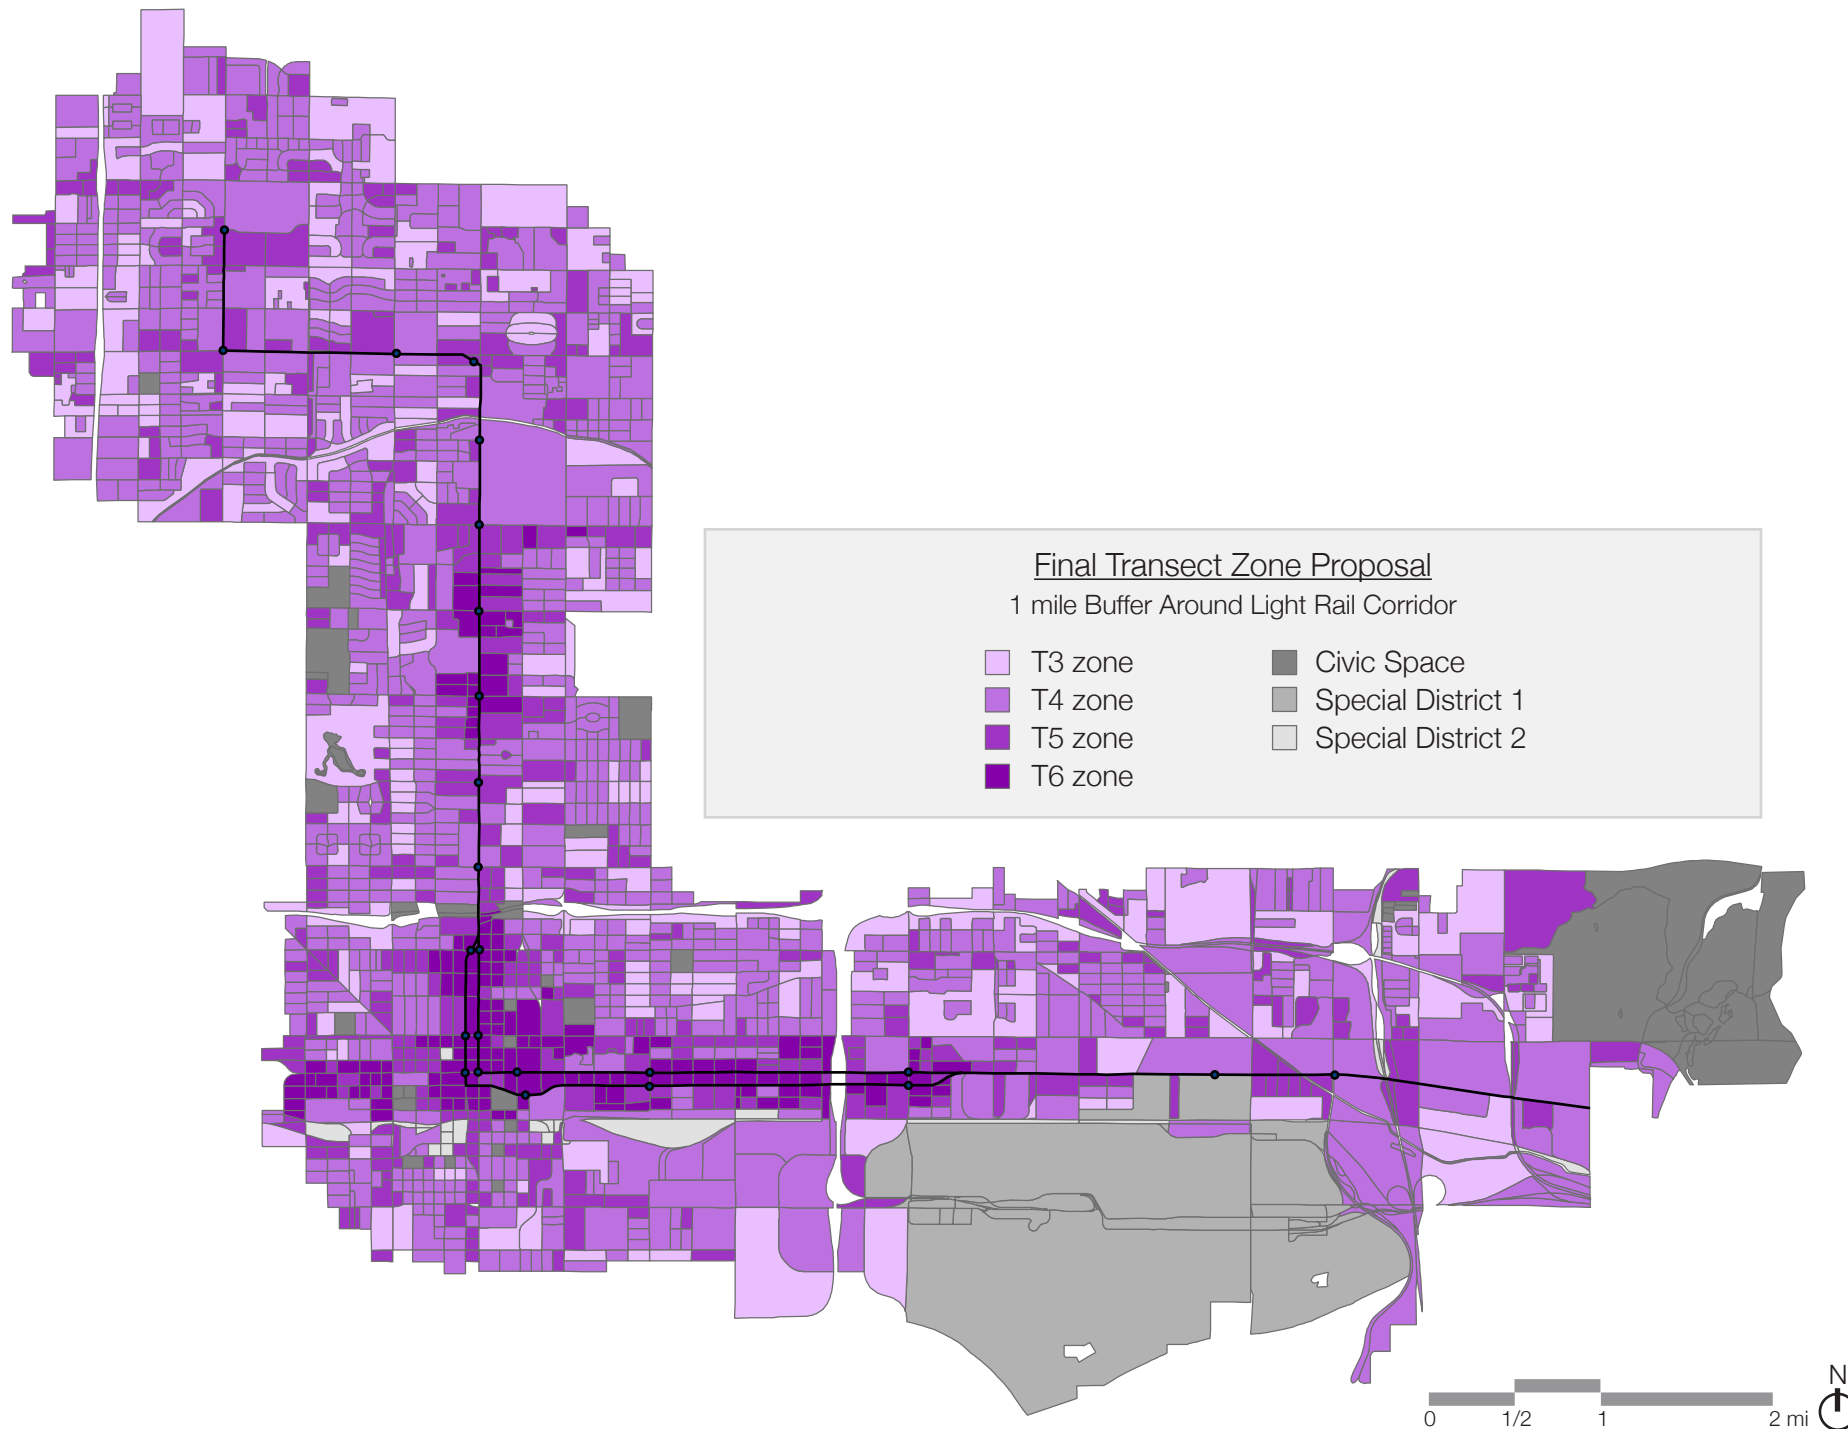 Final Transect Zone Proposal
1 mile Buffer Around Light Rail Corridor
T3 zone
T4 zone
T5 zone
T6 zone
Civic Space
Special District 1
Special District 2
0 1/2 1 2 mi
N